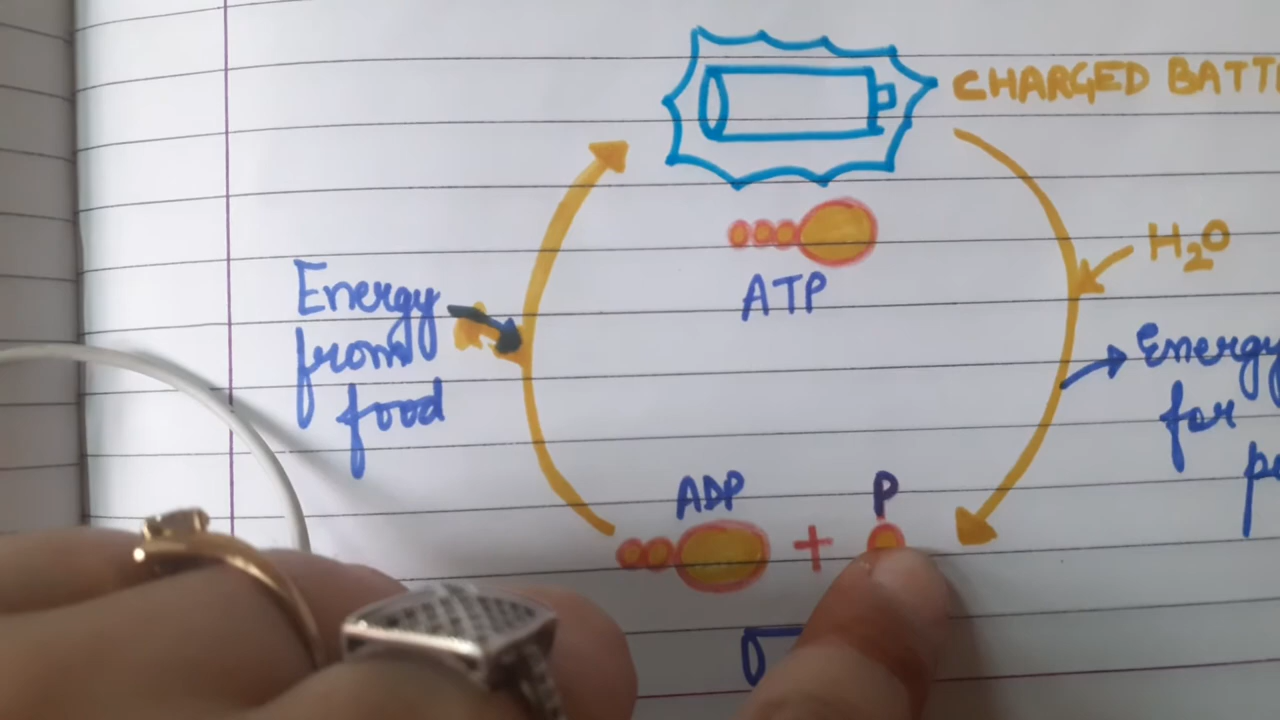 CHARGED BATT
H2O
ATP
Energy
from
food
Energy
for
ADP
P
+